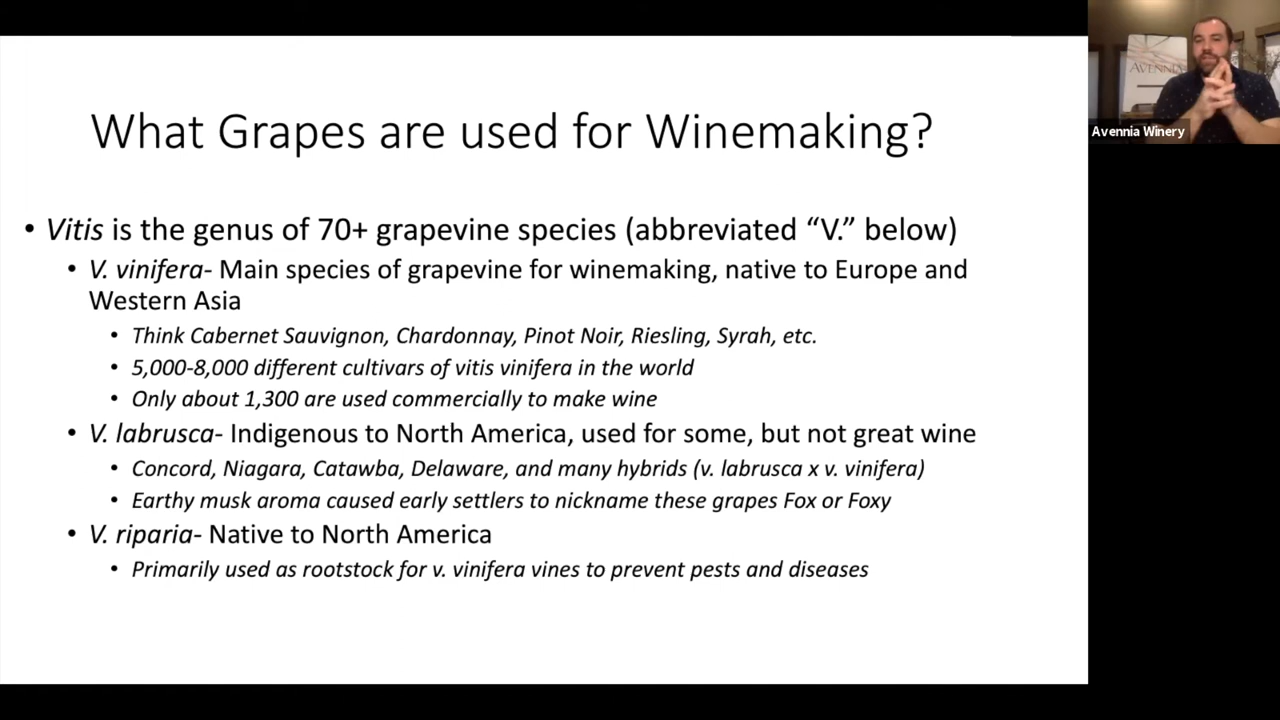 What Grapes are used for Winemaking?
• Vitis is the genus of 70+ grapevine species (abbreviated “V.” below)
• V. vinifera- Main species of grapevine for winemaking, native to Europe and
Western Asia
• Think Cabernet Sauvignon, Chardonnay, Pinot Noir, Riesling, Syrah, etc.
• 5,000-8,000 different cultivars of vitis vinifera in the world
• Only about 1,300 are used commercially to make wine
• V. labrusca- Indigenous to North America, used for some, but not great wine
• Concord, Niagara, Catawba, Delaware, and many hybrids (v. labrusca x v. vinifera)
• Earthy musk aroma caused early settlers to nickname these grapes Fox or Foxy
• V. riparia- Native to North America
• Primarily used as rootstock for v. vinifera vines to prevent pests and diseases
AVENNIA
Avennia Winery